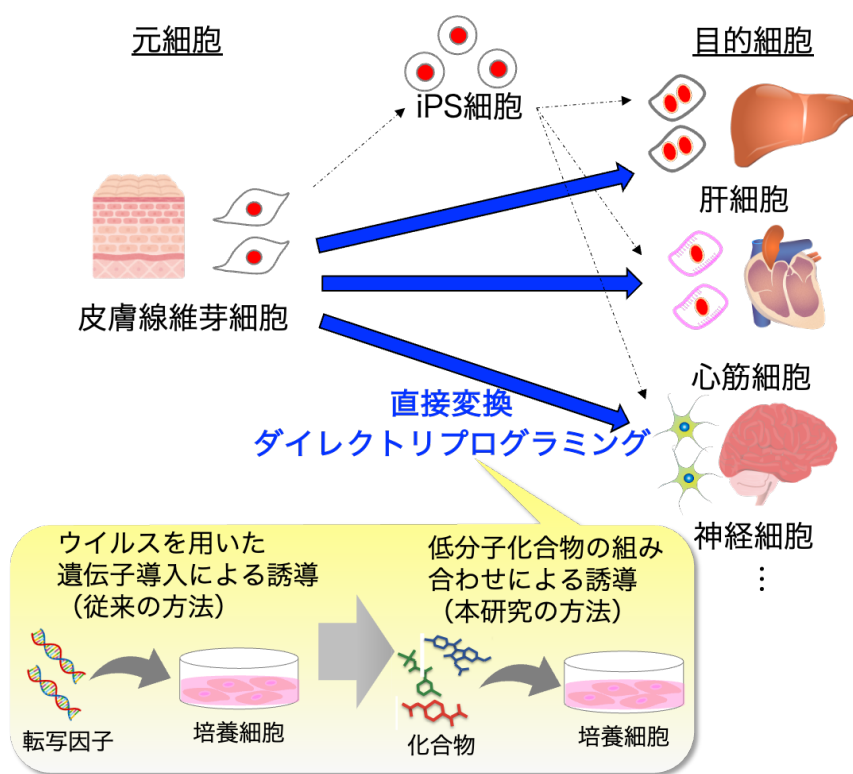 元細胞
目的細胞
iPS細胞
肝細胞
皮膚線維芽細胞
心筋細胞
直接変換
ダイレクトリプログラミング
神経細胞
⋮
ウイルスを用いた
遺伝子導入による誘導
（従来の方法）
低分子化合物の組み
合わせによる誘導
（本研究の方法）
転写因子
培養細胞
化合物
培養細胞